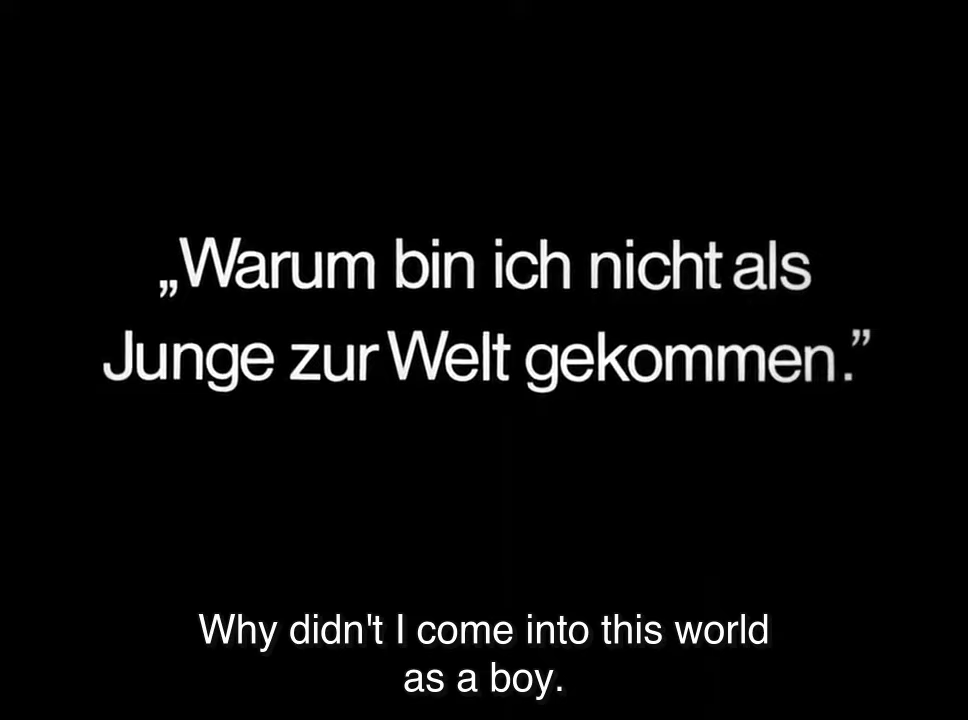 „Warum bin ich nicht als
Junge zur Welt gekommen.”
Why didn't I come into this world
as a boy.